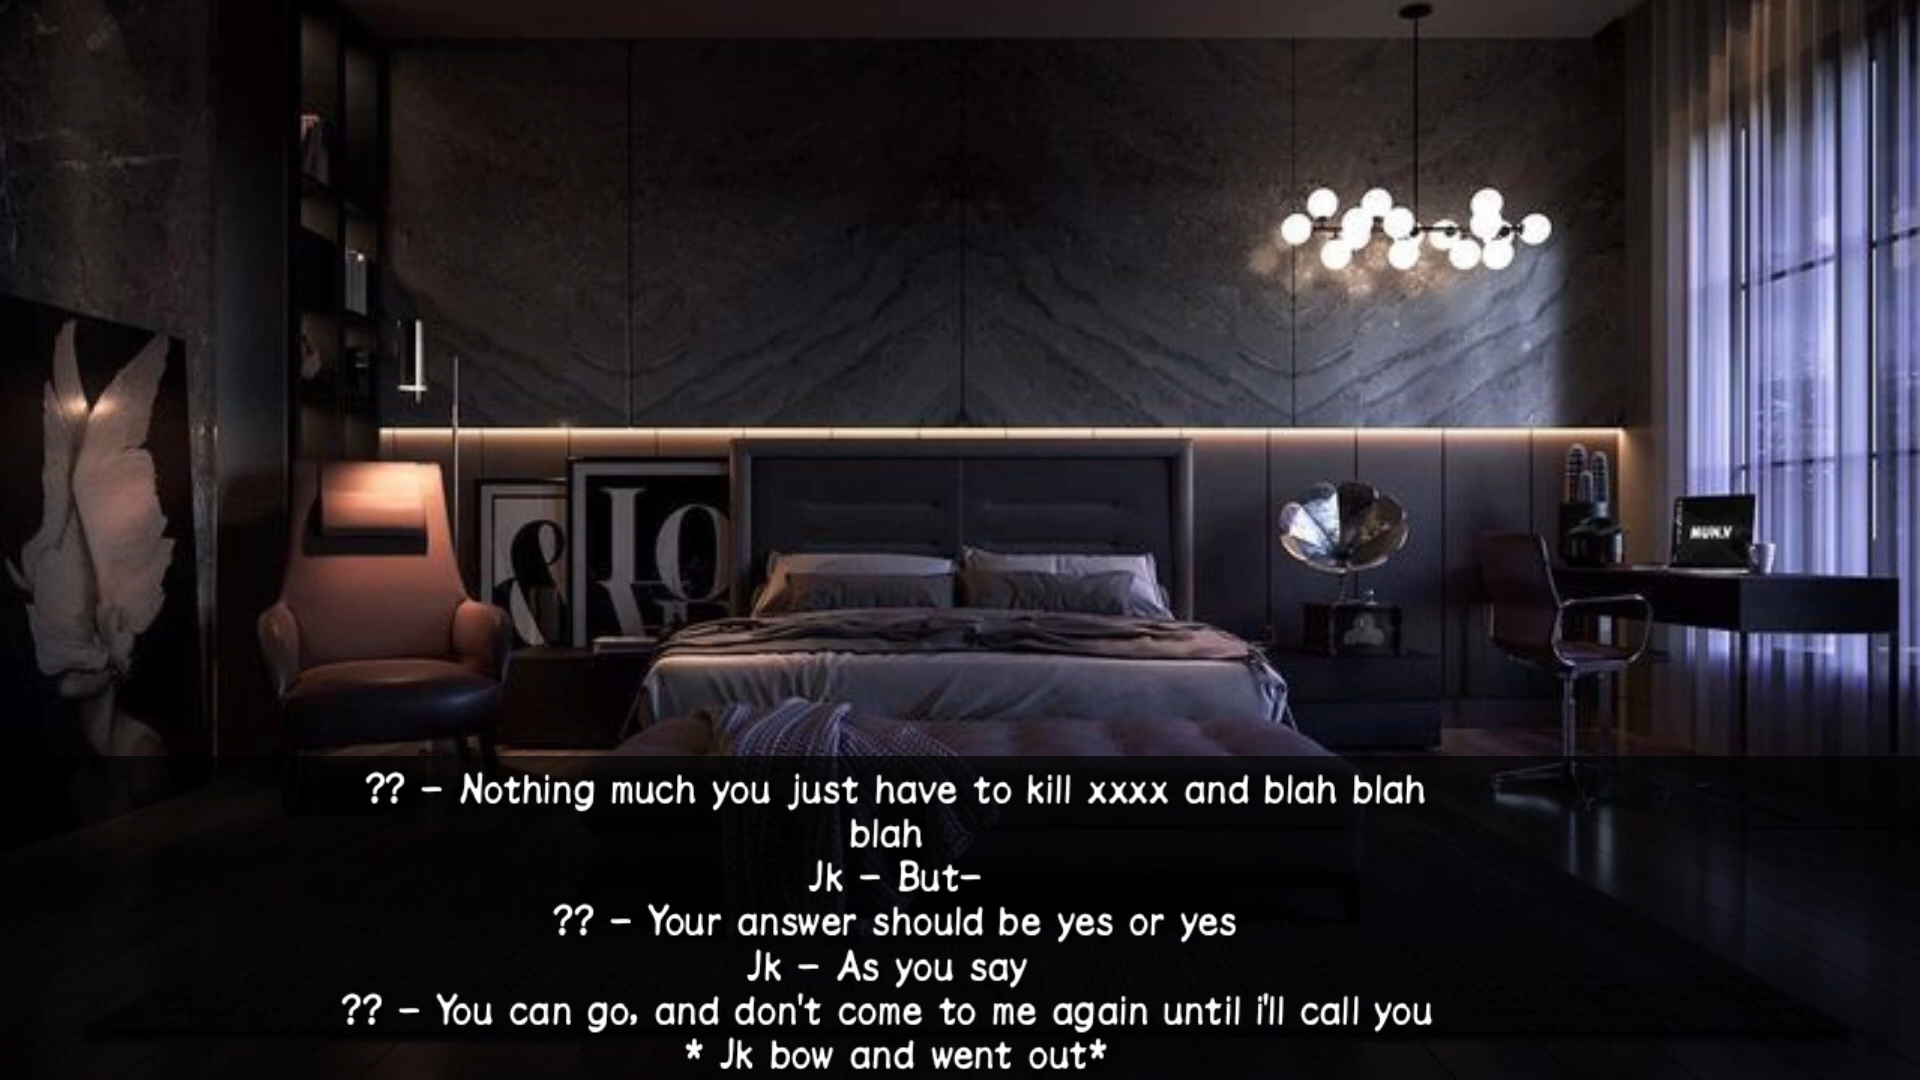 &
Lo
MUN.V
?? - Nothing much you just have to kill xxxx and blah blah
blah
Jk - But-
?? - Your answer should be yes or yes
Jk - As you say
?? - You can go, and don't come to me again until i'll call you
* Jk bow and went out*